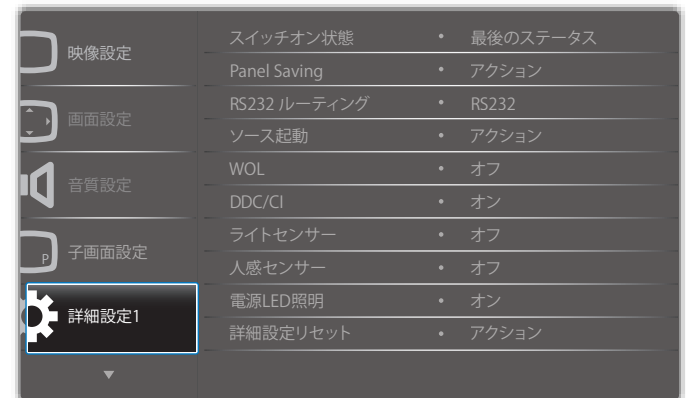 映像設定
画面設定
音質設定
P
子画面設定
詳細設定1
スイッチオン状態 • 最後のステータス
Panel Saving • アクション
RS232 ルーティング • RS232
ソース起動 • アクション
WOL • オフ
DDC/CI • オン
ライトセンサー • オフ
人感センサー • オフ
電源LED照明 • オン
詳細設定リセット • アクション